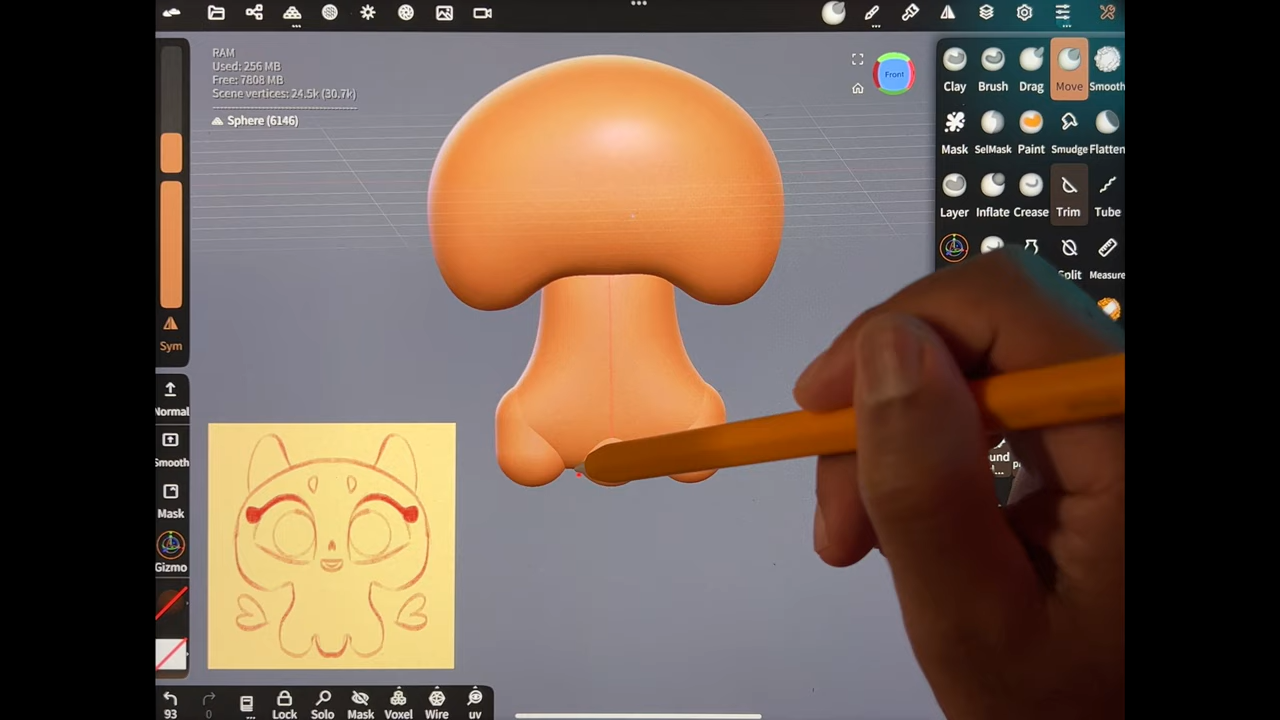 RAM
Used: 256 MB
Free: 7808 MB
Scene vertices: 24.5k (30.7k)
Sphere (6146)
Front
Clay Brush Drag Move Smooth
Mask SelMask Paint Smudge Flatten
Layer Inflate Crease Trim Tube
Measure
Sym
Normal
Smooth
Mask
Gizmo
93 0 Lock Solo Mask Voxel Wire uv